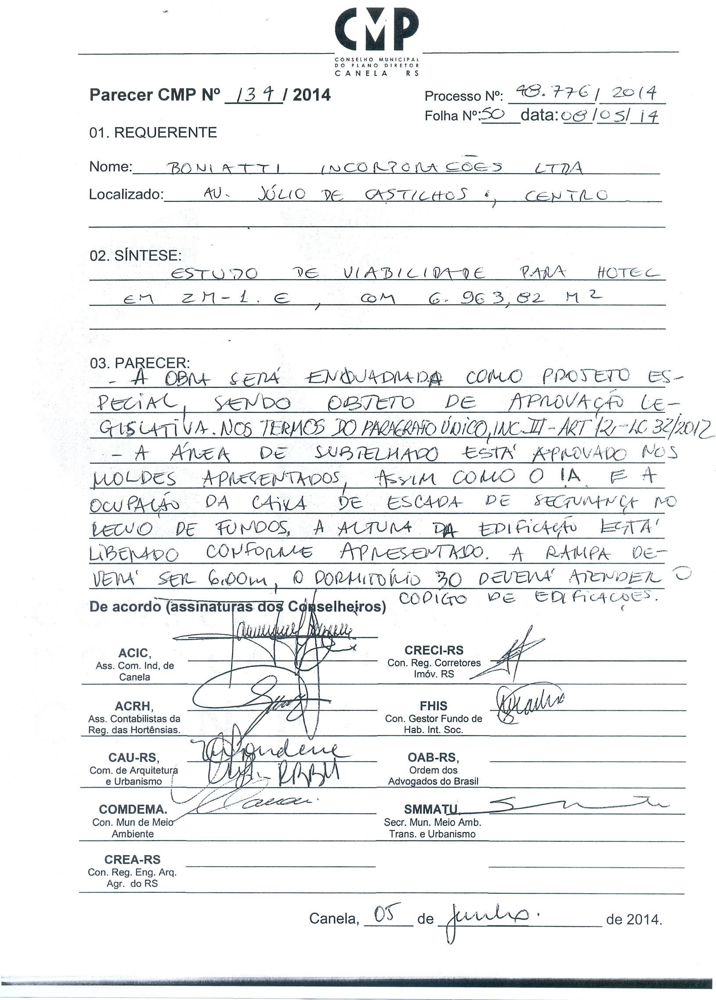 CMP
CONSELHO MUNICIPAL
DO PLANO DIRETOR
CANELA RS
Parecer CMP Nº 134 / 2014
Processo Nº: 48.776 / 2014
Folha Nº: 50 data: 08/05/14
01. REQUERENTE
Nome: BONIATTI INCORPORAÇÕES LTDA
Localizado: AV. JÚLIO DE CASTILHOS, CENTRO
02. SÍNTESE:
ESTUDO DE VIABILIDADE PARA HOTEL
EM ZM-1.E, COM 6.963,82 M2
03. PARECER:
- A OBRA SERÁ ENQUADRADA COMO PROJETO ES-
PECIAL, SENDO OBJETO DE APROVAÇÃO LE-
GISLATIVA. NOS TERMOS DO PARAGRAFO ÚNICO, INC. III - ART 12, - LC 32/2012
- A ÁREA DE SUBTELHADO ESTÁ APROVADO NOS
MOLDES APRESENTADOS, ASSIM COMO O IA E A
OCUPAÇÃO DA CAIXA DE ESCADA DE SEGURANÇA NO
RECUO DE FUNDOS. A ALTURA DA EDIFICAÇÃO ESTÁ
LIBERADO CONFORME APRESENTADO. A RAMPA DE-
VERÁ SER 6.00m, O DORMITÓRIO 30 DEVERÁ ATENDER O
CODIGO DE EDIFICAÇÕES.
De acordo (assinaturas dos Conselheiros)
ACIC,
Ass. Com. Ind, de
Canela
CRECI-RS
Con. Reg. Corretores
Imóv. RS
ACRH,
Ass. Contabilistas da
Reg. das Hortênsias.
FHIS
Con. Gestor Fundo de
Hab. Int. Soc.
CAU-RS,
Com. de Arquitetura
e Urbanismo
OAB-RS,
Ordem dos
Advogados do Brasil
COMDEMA.
Con. Mun de Meio
Ambiente
SMMATU
Secr. Mun. Meio Amb.
Trans. e Urbanismo
CREA-RS
Con. Reg. Eng. Arq.
Agr. do RS
Canela, 05 de junho. de 2014.